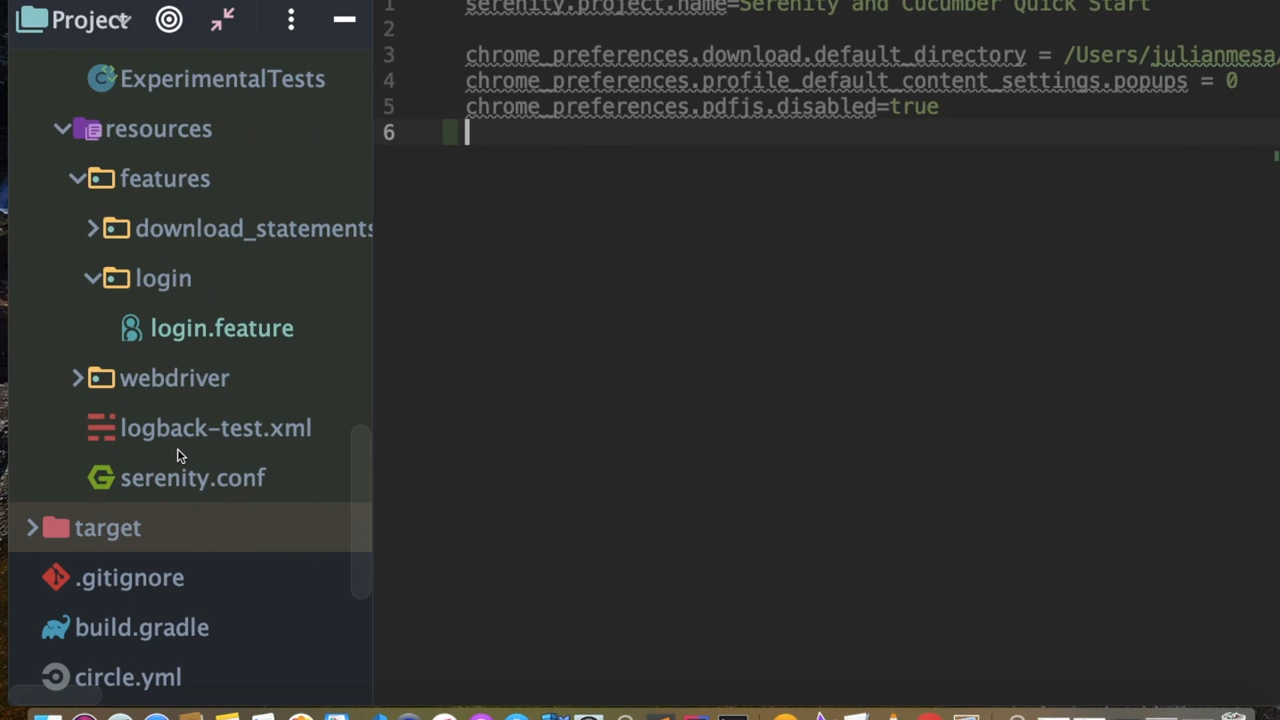 Project
ExperimentalTests
resources
features
download_statements
login
login.feature
webdriver
logback-test.xml
serenity.conf
target
.gitignore
build.gradle
circle.yml
1 serenity.project.name=Serenity and Cucumber Quick Start
2
3 chrome_preferences.download.default_directory = /Users/julianmesa
4 chrome_preferences.profile_default_content_settings.popups = 0
5 chrome_preferences.pdfjs.disabled=true
6